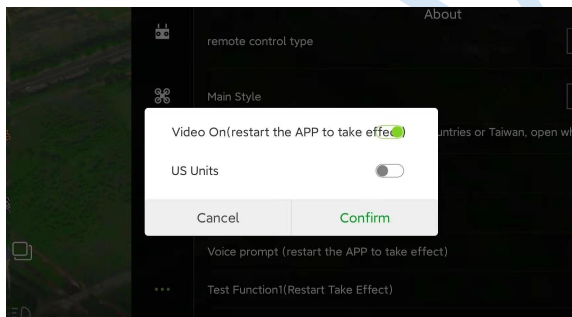 About
remote control type
Main Style
Video On(restart the APP to take effect)
untries or Taiwan, open wh
US Units
Cancel
Confirm
Voice prompt (restart the APP to take effect)
Test Function1(Restart Take Effect)